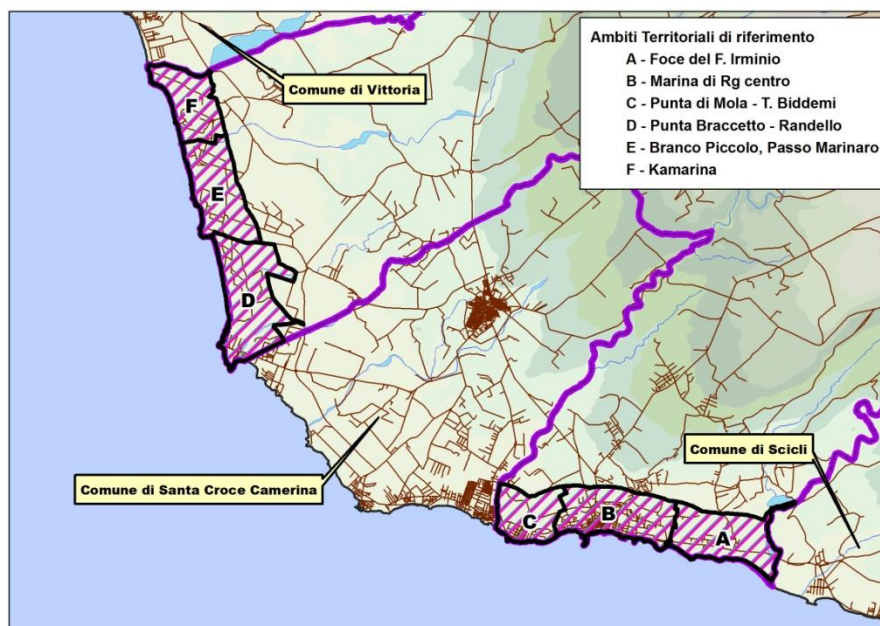 Ambiti Territoriali di riferimento
A - Foce del F. Irminio
B - Marina di Rg centro
C - Punta di Mola - T. Biddemi
D - Punta Braccetto - Randello
E - Branco Piccolo, Passo Marinaro
F - Kamarina
Comune di Vittoria
F
E
D
Comune di Scicli
Comune di Santa Croce Camerina
C
B
A